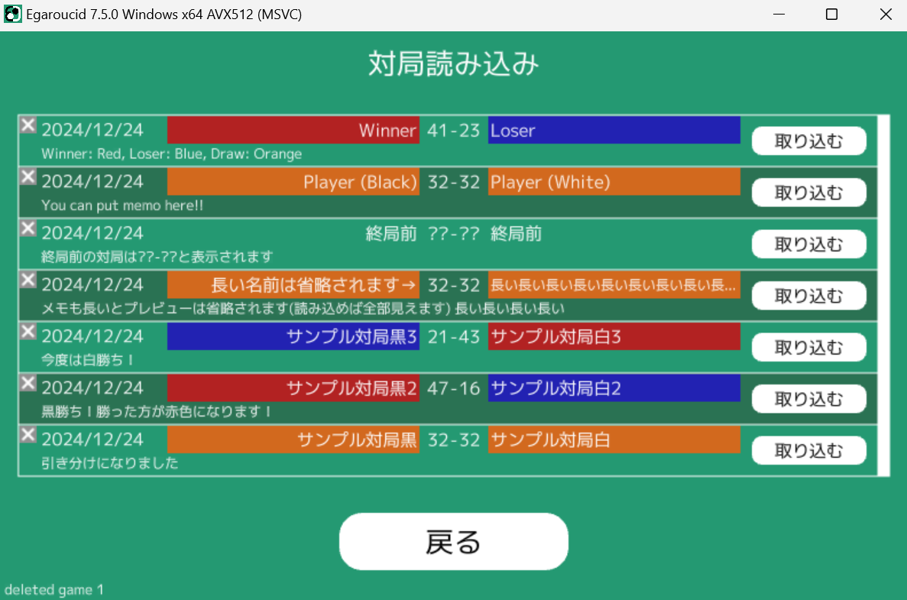 Egaroucid 7.5.0 Windows x64 AVX512 (MSVC)
対局読み込み
2024/12/24 Winner 41-23 Loser 取り込む
Winner: Red, Loser: Blue, Draw: Orange
2024/12/24 Player (Black) 32-32 Player (White) 取り込む
You can put memo here!!
2024/12/24 終局前 ??-?? 終局前 取り込む
終局前の対局は??-??と表示されます
2024/12/24 長い名前は省略されます→ 32-32 長い長い長い長い長い長い長い長い長... 取り込む
メモも長いとプレビューは省略されます(読み込めば全部見えます) 長い長い長い長い
2024/12/24 サンプル対局黒3 21-43 サンプル対局白3 取り込む
今度は白勝ち！
2024/12/24 サンプル対局黒2 47-16 サンプル対局白2 取り込む
黒勝ち！勝った方が赤色になります！
2024/12/24 サンプル対局黒 32-32 サンプル対局白 取り込む
引き分けになりました
戻る
deleted game 1